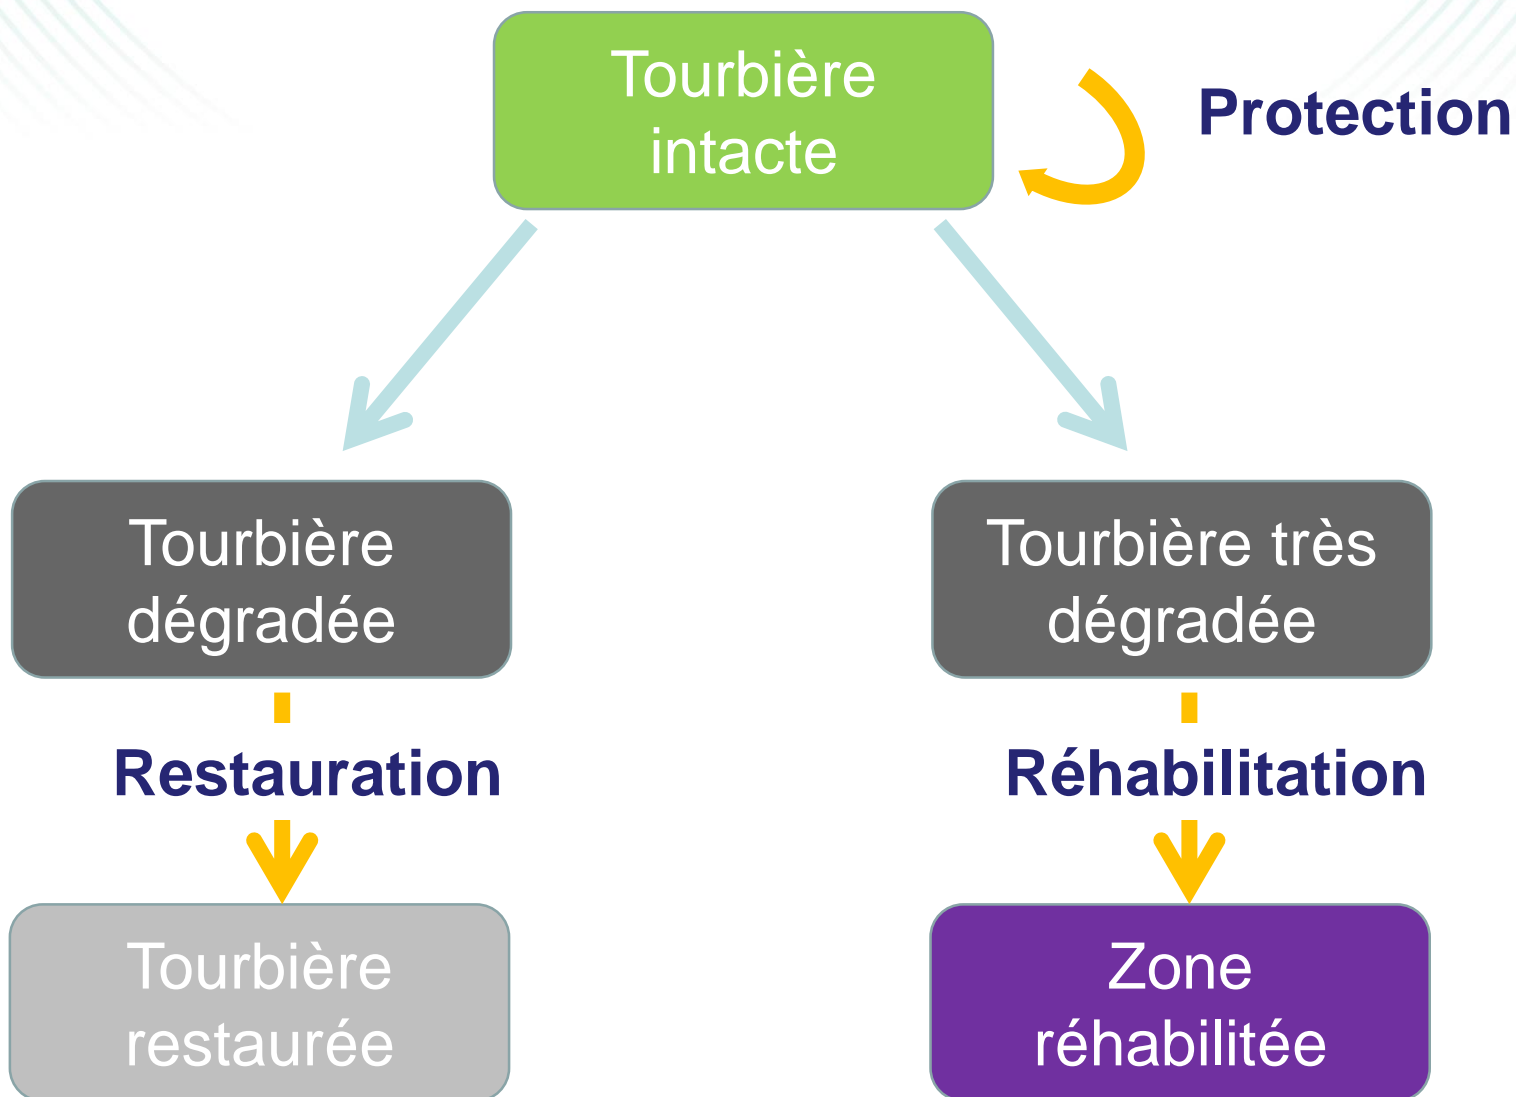 Tourbière
intacte
Protection
Tourbière
dégradée
Tourbière très
dégradée
Restauration
Réhabilitation
Tourbière
restaurée
Zone
réhabilitée